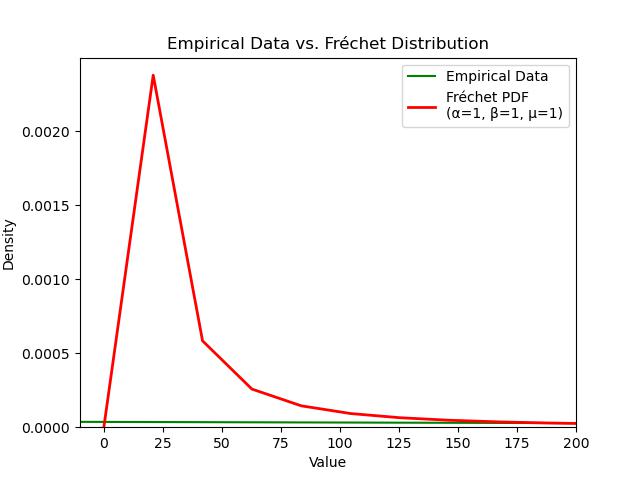 Empirical Data vs. Fréchet Distribution
Empirical Data
Fréchet PDF
(α=1, β=1, μ=1)
Density
0.0020
0.0015
0.0010
0.0005
0.0000
0 25 50 75 100 125 150 175 200
Value